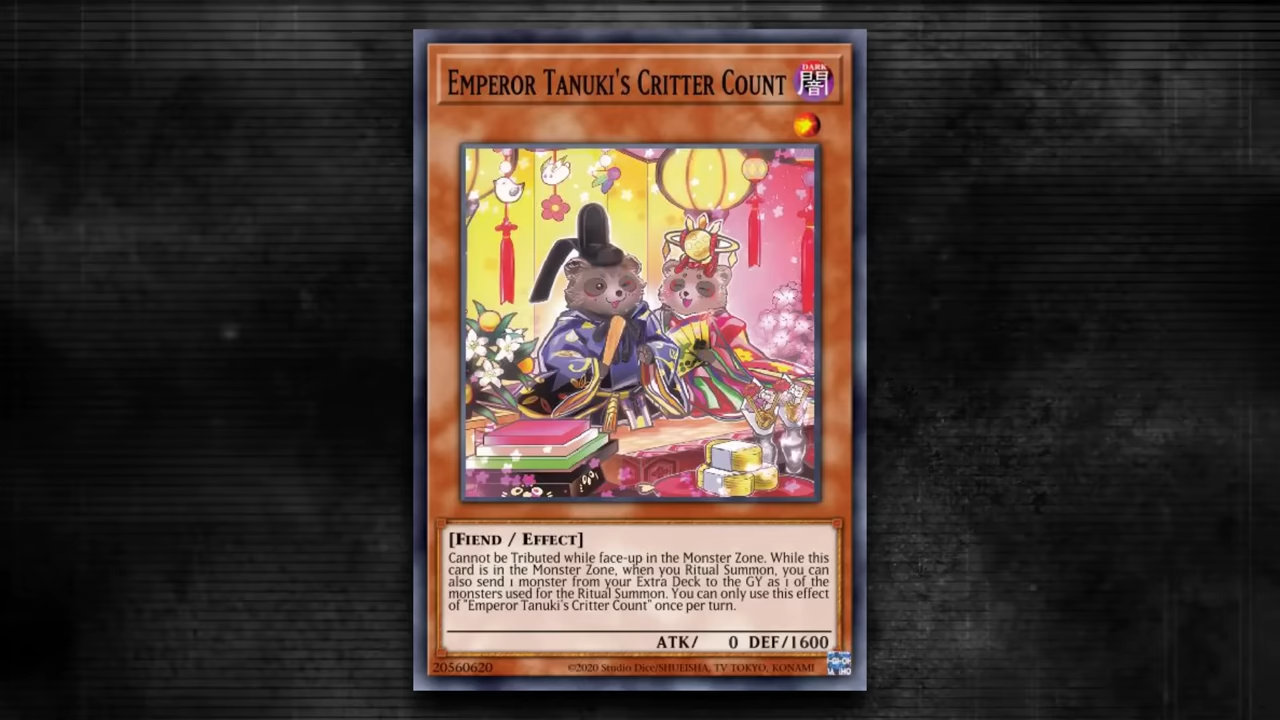 EMPEROR TANUKI'S CRITTER COUNT
DARK
闇
[FIEND / EFFECT]
Cannot be Tributed while face-up in the Monster Zone. While this
card is in the Monster Zone, when you Ritual Summon, you can
also send 1 monster from your Extra Deck to the GY as 1 of the
monsters used for the Ritual Summon. You can only use this effect
of "Emperor Tanuki's Critter Count" once per turn.
ATK/ 0 DEF/1600
20560620
©2020 Studio Dice/SHUEISHA, TV TOKYO, KONAMI